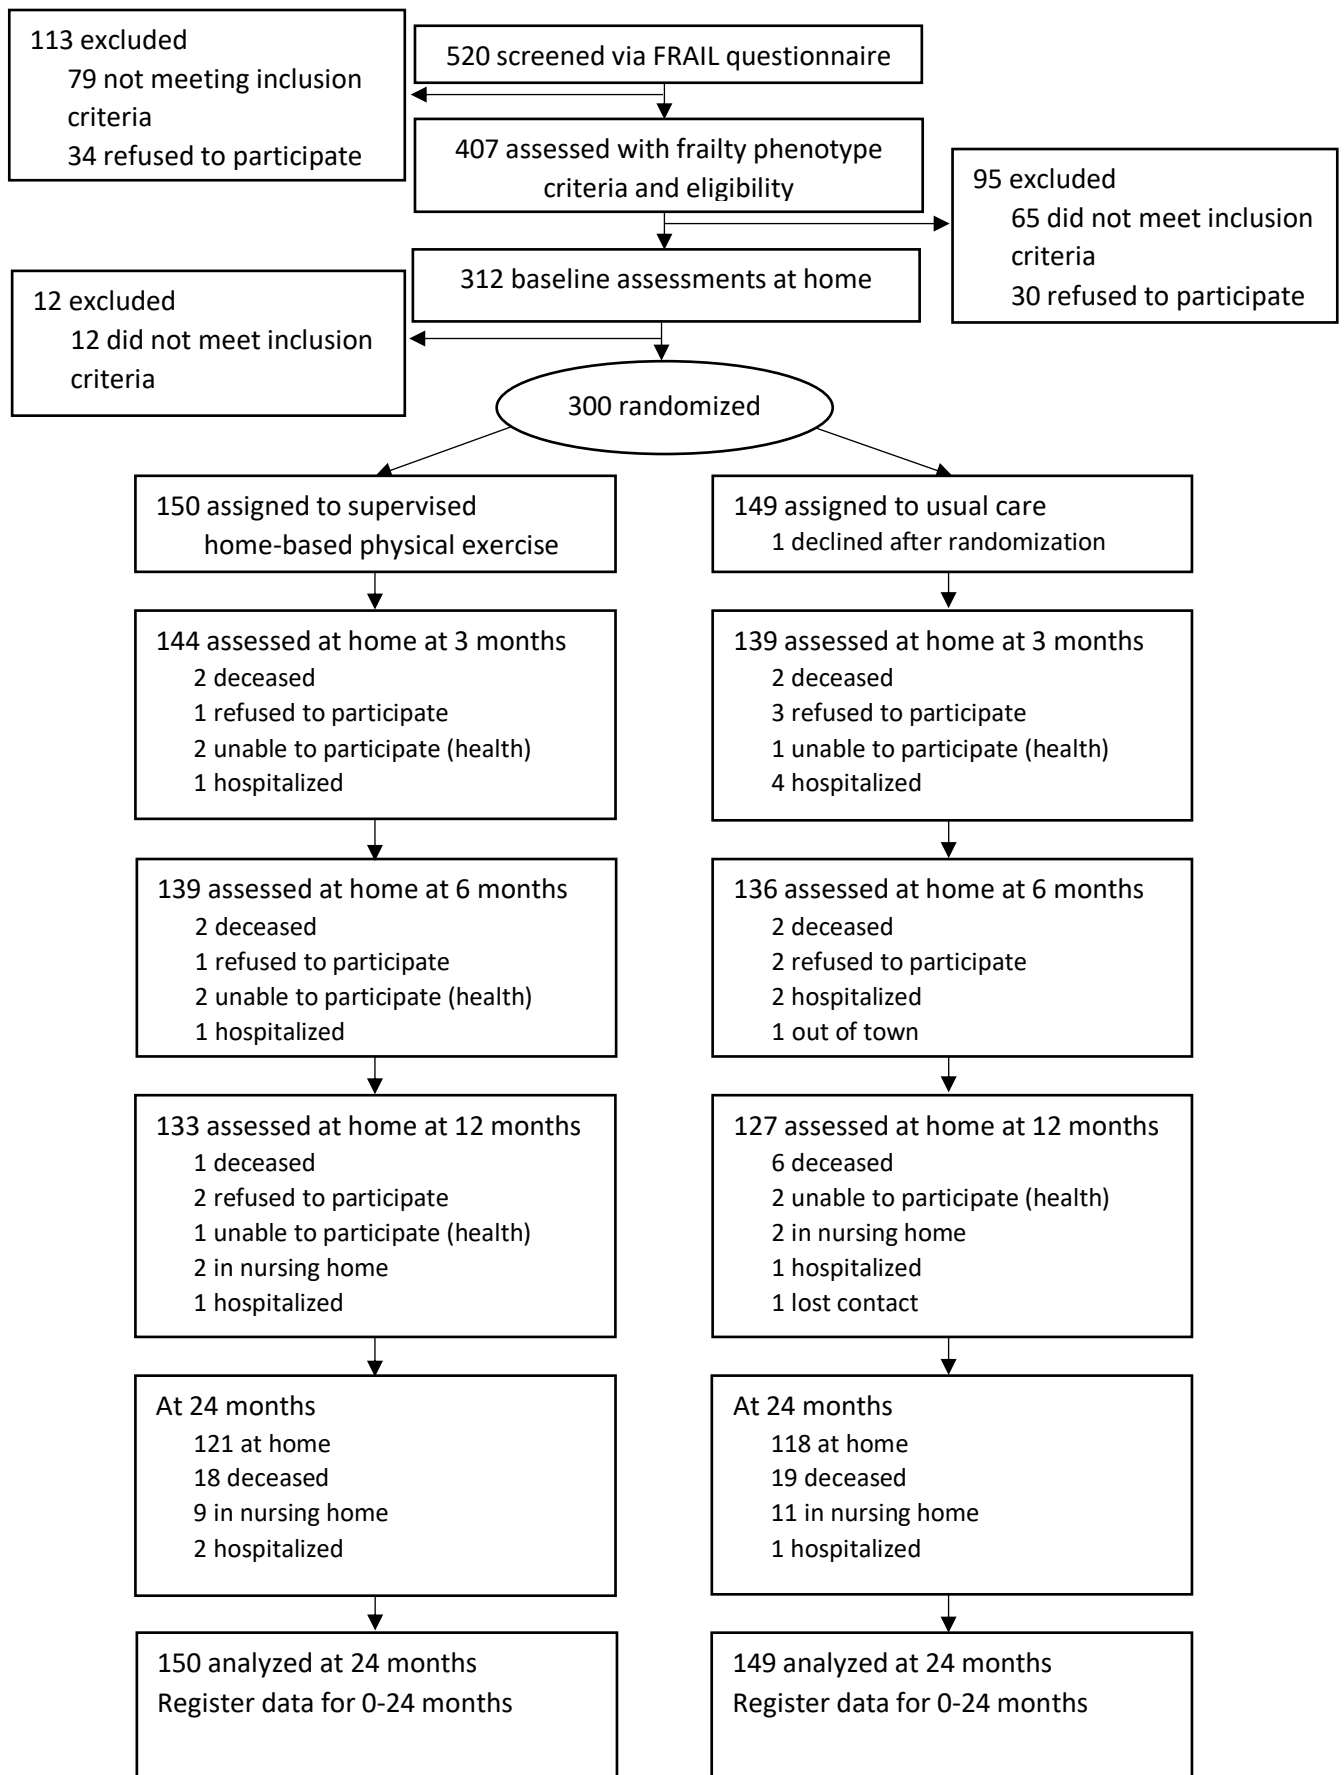 113 excluded
79 not meeting inclusion
criteria
34 refused to participate
520 screened via FRAIL questionnaire
407 assessed with frailty phenotype
criteria and eligibility
95 excluded
65 did not meet inclusion
criteria
30 refused to participate
312 baseline assessments at home
12 excluded
12 did not meet inclusion
criteria
300 randomized
150 assigned to supervised
home-based physical exercise
149 assigned to usual care
1 declined after randomization
144 assessed at home at 3 months
2 deceased
1 refused to participate
2 unable to participate (health)
1 hospitalized
139 assessed at home at 3 months
2 deceased
3 refused to participate
1 unable to participate (health)
4 hospitalized
139 assessed at home at 6 months
2 deceased
1 refused to participate
2 unable to participate (health)
1 hospitalized
136 assessed at home at 6 months
2 deceased
2 refused to participate
2 hospitalized
1 out of town
133 assessed at home at 12 months
1 deceased
2 refused to participate
1 unable to participate (health)
2 in nursing home
1 hospitalized
127 assessed at home at 12 months
6 deceased
2 unable to participate (health)
2 in nursing home
1 hospitalized
1 lost contact
At 24 months
121 at home
18 deceased
9 in nursing home
2 hospitalized
At 24 months
118 at home
19 deceased
11 in nursing home
1 hospitalized
150 analyzed at 24 months
Register data for 0-24 months
149 analyzed at 24 months
Register data for 0-24 months